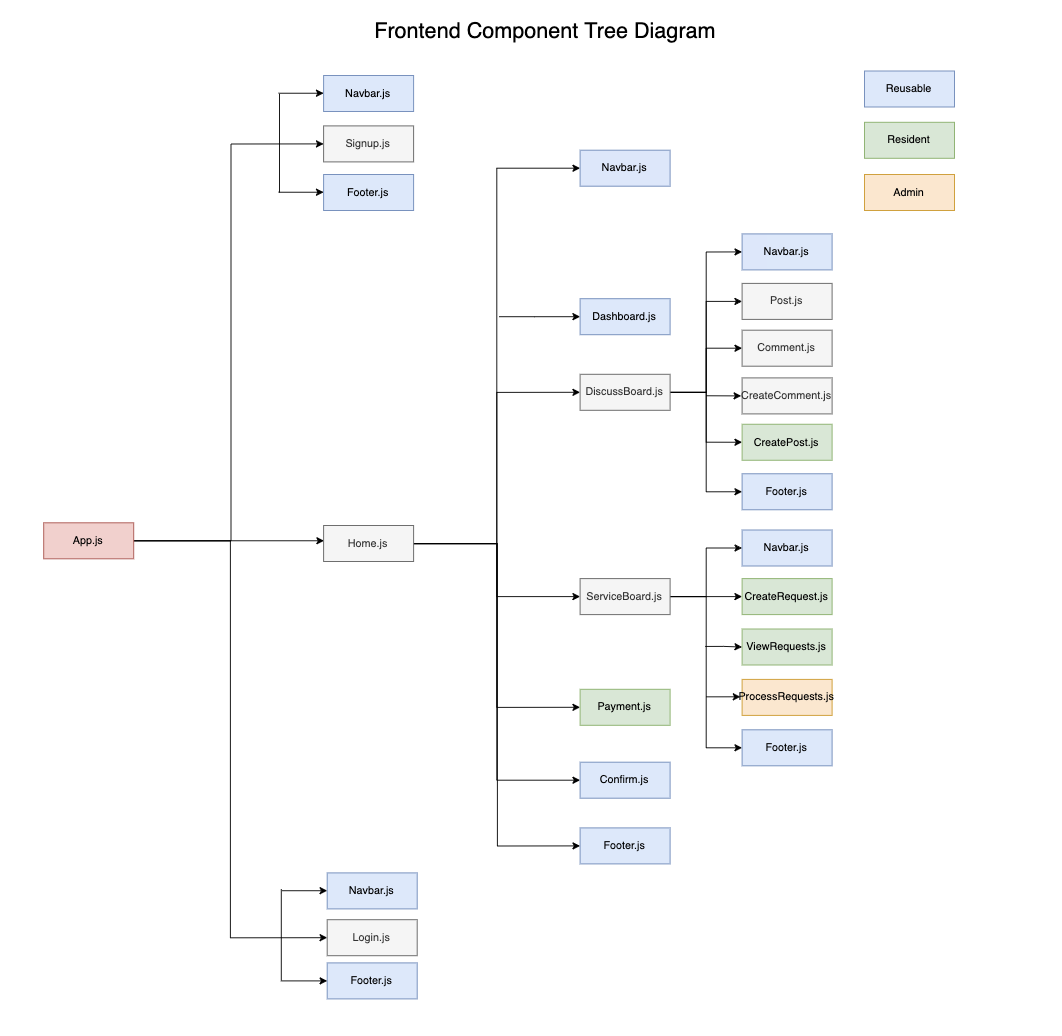 Frontend Component Tree Diagram
Navbar.js
Signup.js
Footer.js
Reusable
Resident
Admin
Navbar.js
Dashboard.js
DiscussBoard.js
Navbar.js
Post.js
Comment.js
CreateComment.js
CreatePost.js
Footer.js
App.js
Home.js
ServiceBoard.js
Navbar.js
CreateRequest.js
ViewRequests.js
ProcessRequests.js
Footer.js
Payment.js
Confirm.js
Footer.js
Navbar.js
Login.js
Footer.js